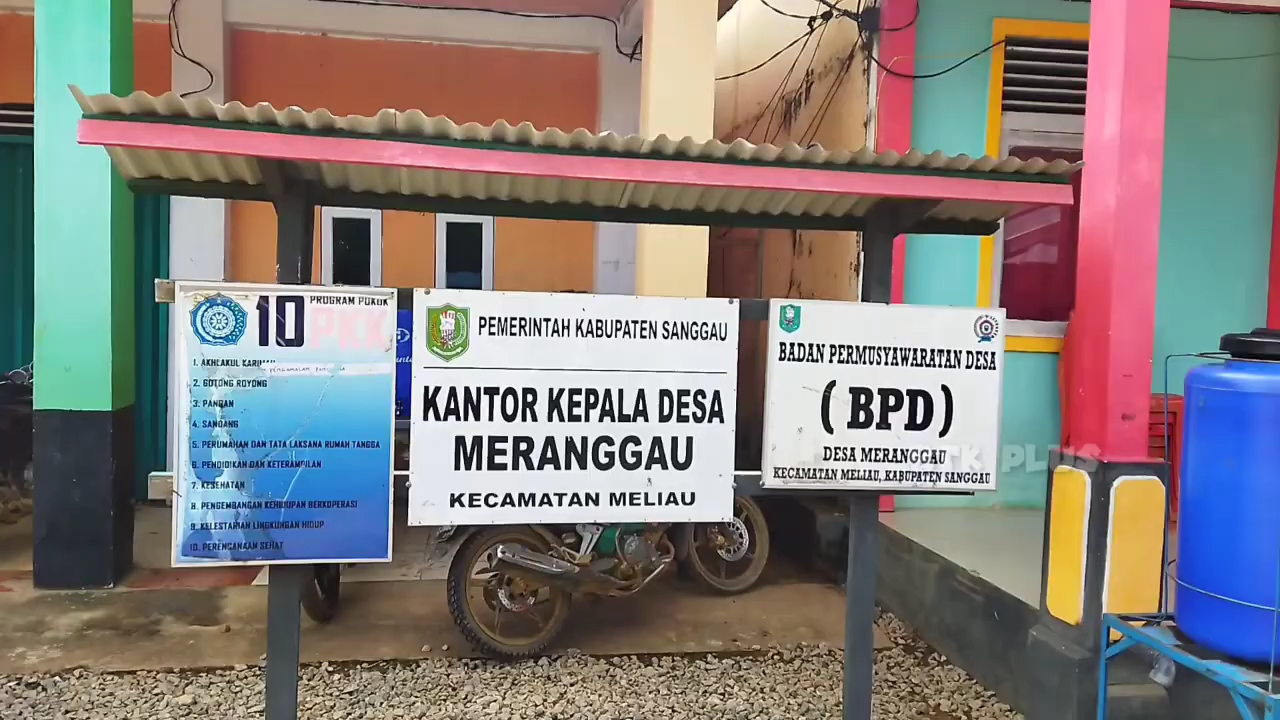 10 PROGRAM POKOK
PKK
1. AKHLAKUL KARIMAH
2. GOTONG ROYONG
3. PANGAN
4. SANDANG
5. PERUMAHAN DAN TATA LAKSANA RUMAH TANGGA
6. PENDIDIKAN DAN KETERAMPILAN
7. KESEHATAN
8. PENGEMBANGAN KEHIDUPAN BERKOPERASI
9. KELESTARIAN LINGKUNGAN HIDUP
10. PERENCANAAN SEHAT
PEMERINTAH KABUPATEN SANGGAU
KANTOR KEPALA DESA
MERANGGAU
KECAMATAN MELIAU
BADAN PERMUSYAWARATAN DESA
( BPD )
DESA MERANGGAU
KECAMATAN MELIAU, KABUPATEN SANGGAU
PLUS